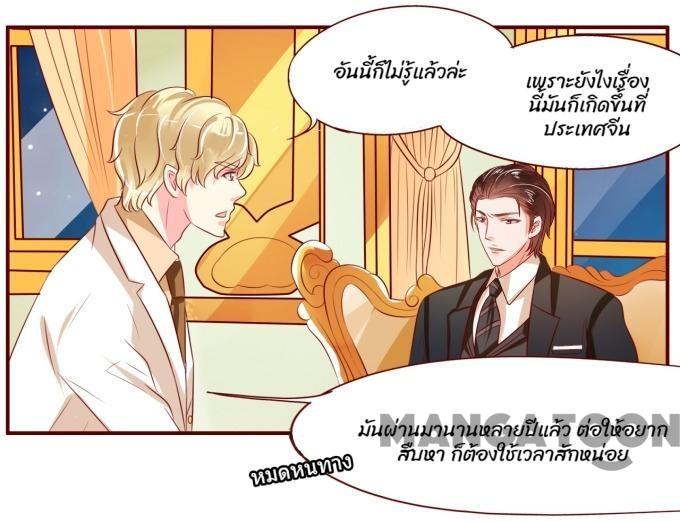 อันนี้ก็ไม่รู้แล้วล่ะ
เพราะยังไงเรื่อง
นี้มันก็เกิดขึ้นที่
ประเทศจีน
มันผ่านมานานหลายปีแล้ว ต่อให้อยาก
สืบหา ก็ต้องใช้เวลาสักหน่อย
หมดหนทาง
MANGATOON